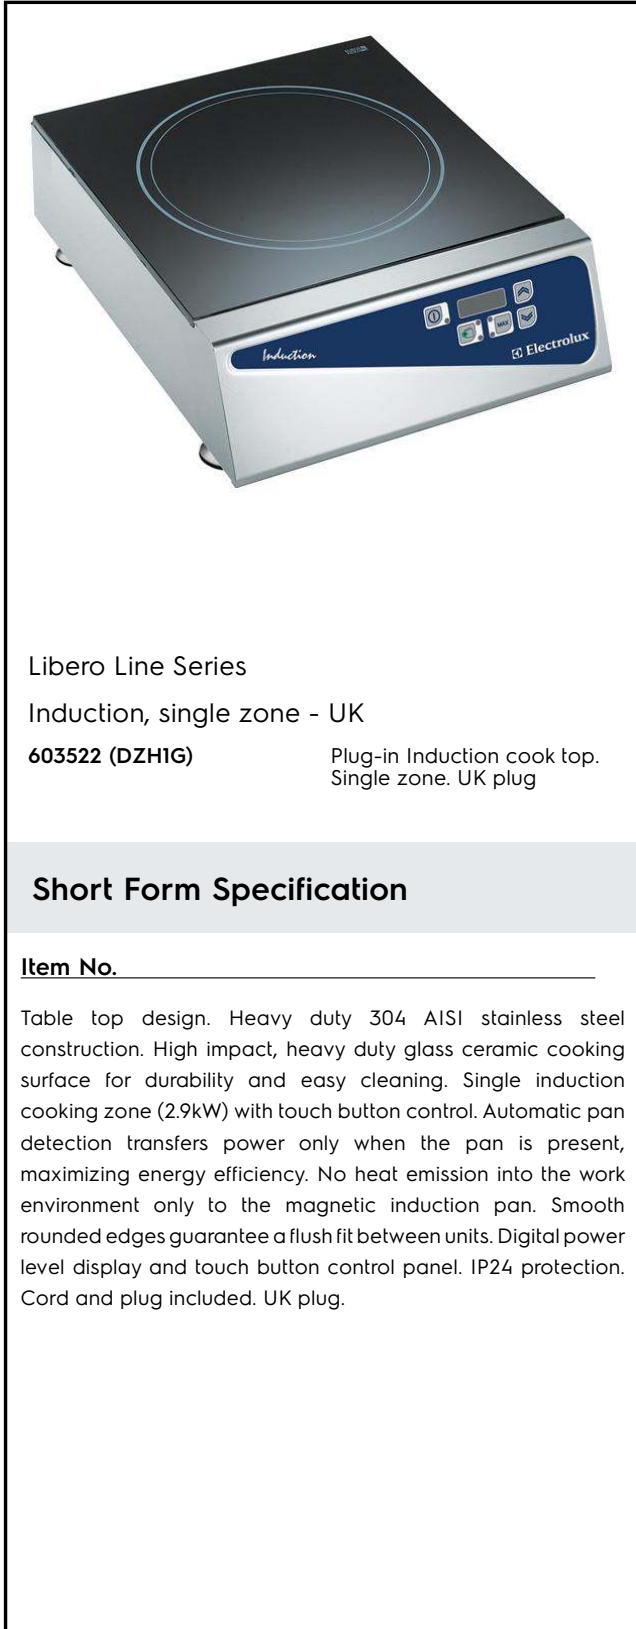 Induction
MAX
Electrolux
Libero Line Series
Induction, single zone - UK
603522 (DZH1G)
Plug-in Induction cook top.
Single zone. UK plug
Short Form Specification
Item No.
Table top design. Heavy duty 304 AISI stainless steel
construction. High impact, heavy duty glass ceramic cooking
surface for durability and easy cleaning. Single induction
cooking zone (2.9kW) with touch button control. Automatic pan
detection transfers power only when the pan is present,
maximizing energy efficiency. No heat emission into the work
environment only to the magnetic induction pan. Smooth
rounded edges guarantee a flush fit between units. Digital power
level display and touch button control panel. IP24 protection.
Cord and plug included. UK plug.